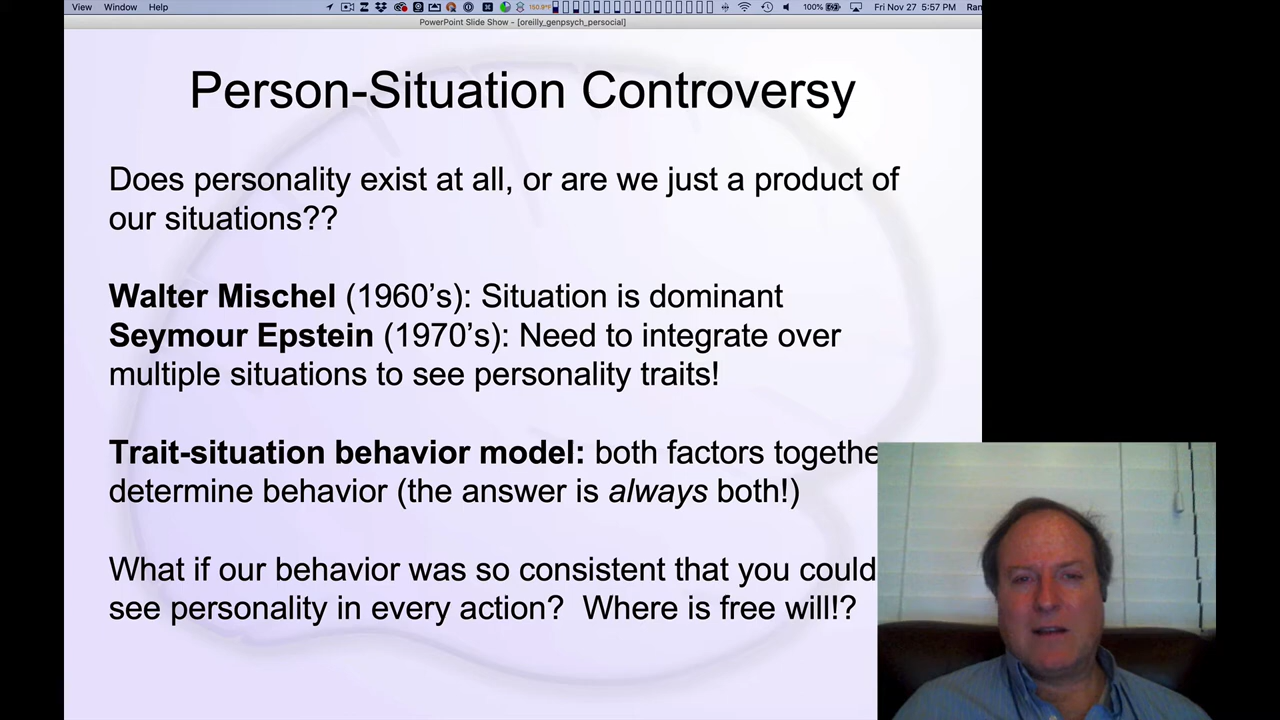 View Window Help 150.9°F 100% Fri Nov 27 5:57 PM Ran
PowerPoint Slide Show - [oreilly_genpsych_persocial]
Person-Situation Controversy
Does personality exist at all, or are we just a product of
our situations??
Walter Mischel (1960’s): Situation is dominant
Seymour Epstein (1970’s): Need to integrate over
multiple situations to see personality traits!
Trait-situation behavior model: both factors togethe
determine behavior (the answer is always both!)
What if our behavior was so consistent that you could
see personality in every action? Where is free will!?